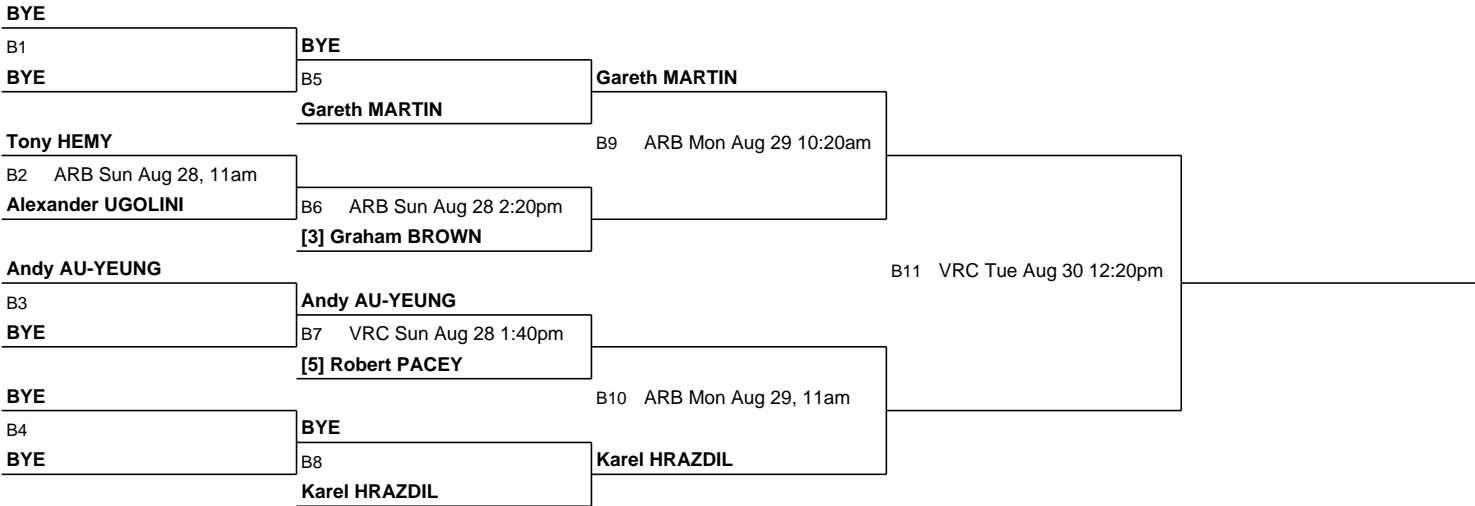 BYE
B1
BYE
BYE
B5
Gareth MARTIN
Gareth MARTIN
Tony HEMY
B2 ARB Sun Aug 28, 11am
Alexander UGOLINI
B6 ARB Sun Aug 28 2:20pm
[3] Graham BROWN
B9 ARB Mon Aug 29 10:20am
Andy AU-YEUNG
B3
BYE
Andy AU-YEUNG
B7 VRC Sun Aug 28 1:40pm
[5] Robert PACEY
B11 VRC Tue Aug 30 12:20pm
BYE
B4
BYE
BYE
B8
Karel HRAZDIL
B10 ARB Mon Aug 29, 11am
Karel HRAZDIL